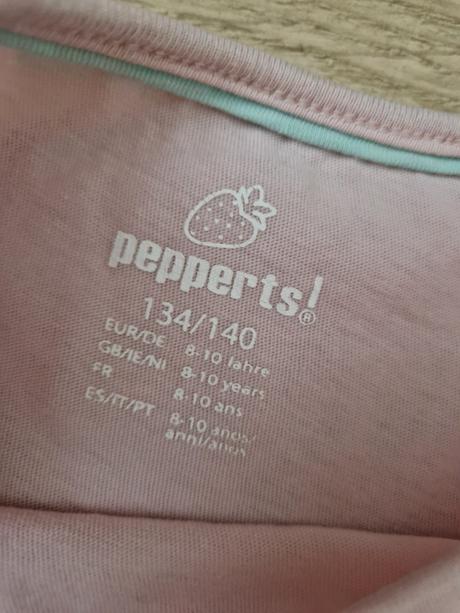 pepperts!®
134/140
EUR/DE 8-10 Jahre
GB/IE/NI 8-10 years
FR 8-10 ans
ES/IT/PT 8-10 anos/
anni/anos